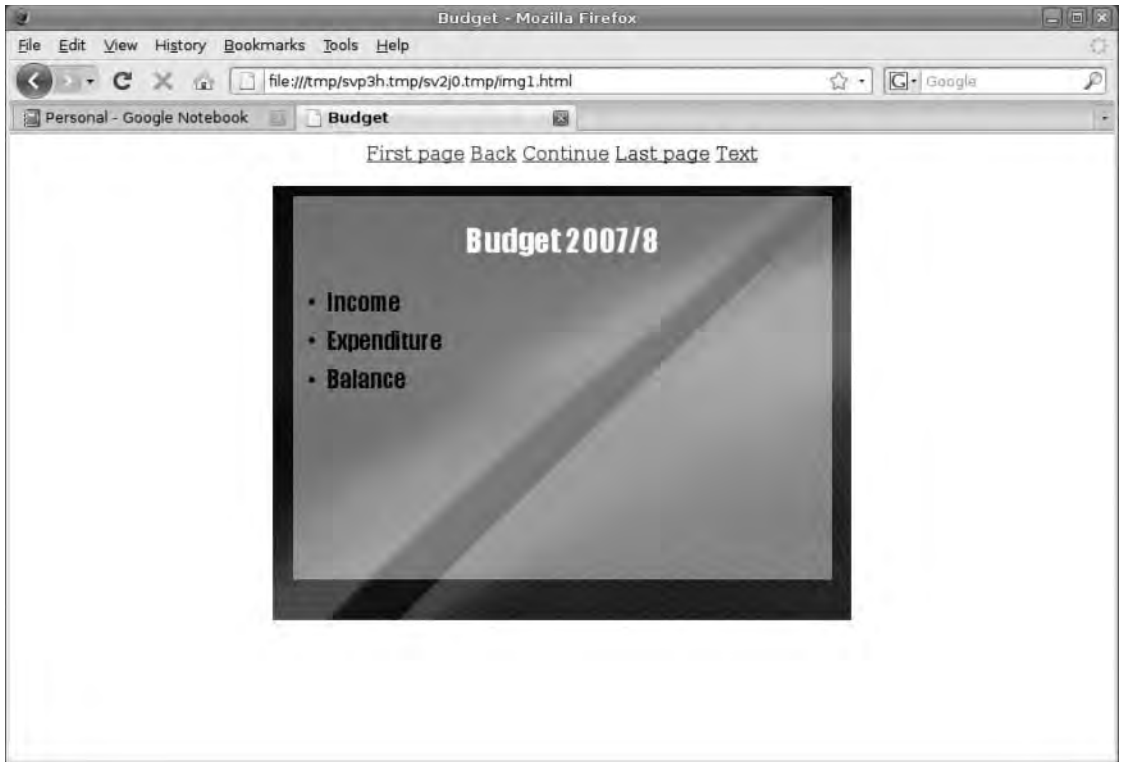 Budget - Mozilla Firefox
File Edit View History Bookmarks Tools Help
file:///tmp/svp3h.tmp/sv2j0.tmp/img1.html G Google
Personal - Google Notebook Budget
First page Back Continue Last page Text
Budget 2007/8
• Income
• Expenditure
• Balance